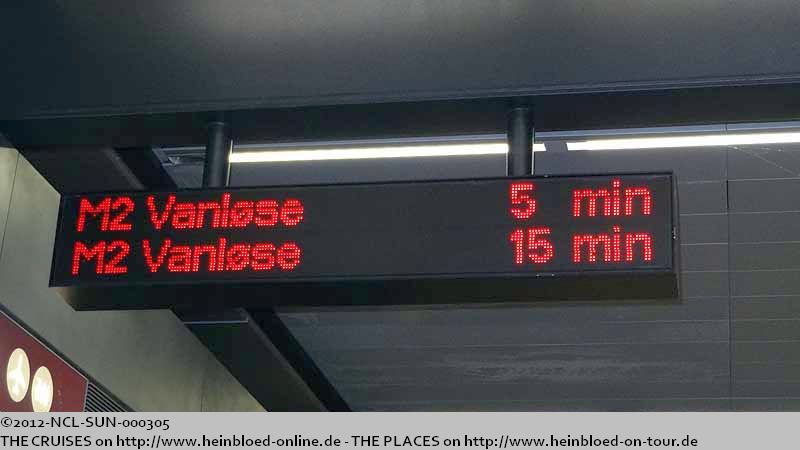 M2 Vanløse 5 min
M2 Vanløse 15 min
M
©2012-NCL-SUN-000305
THE CRUISES on http://www.heinbloed-online.de - THE PLACES on http://www.heinbloed-on-tour.de